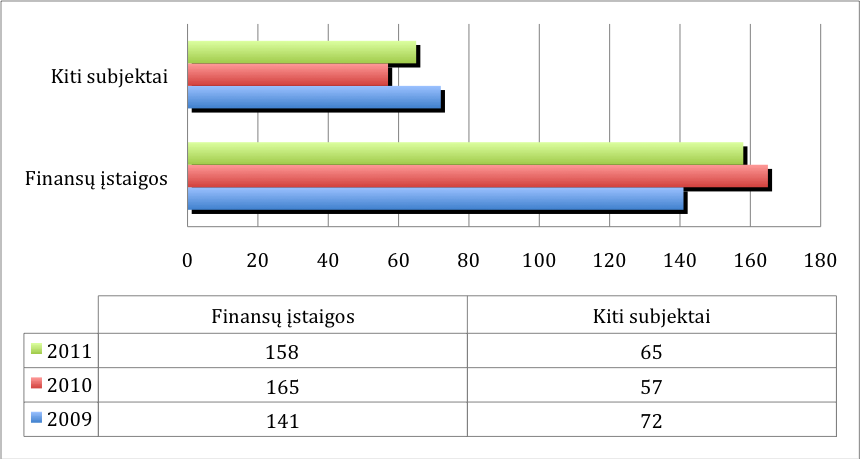 Kiti subjektai
Finansų įstaigos
0 20 40 60 80 100 120 140 160 180
Finansų įstaigos Kiti subjektai
2011 158 65
2010 165 57
2009 141 72